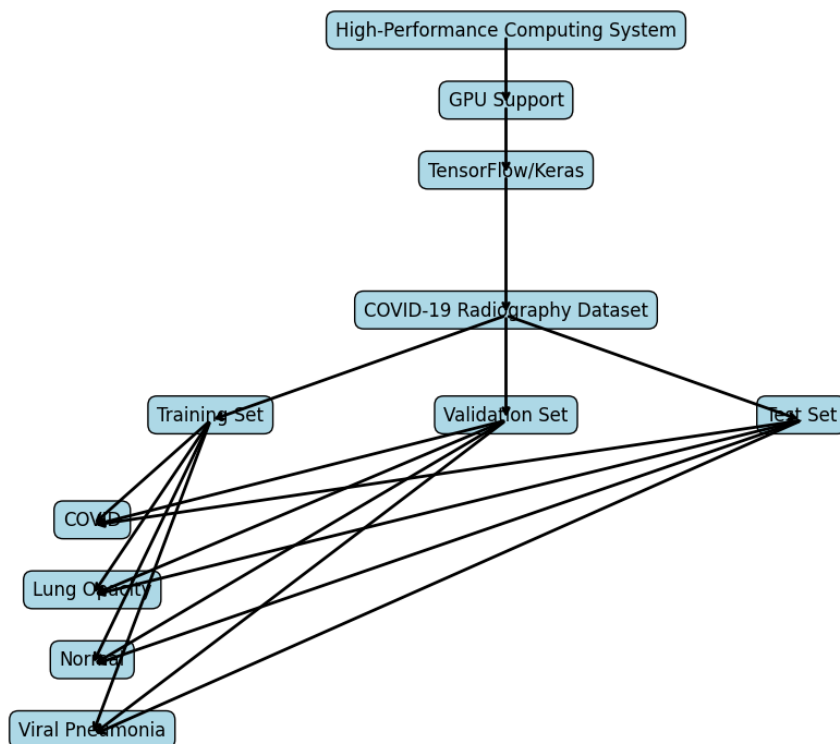 High-Performance Computing System
GPU Support
TensorFlow/Keras
COVID-19 Radiography Dataset
Training Set
Validation Set
Test Set
COVID
Lung Opacity
Normal
Viral Pneumonia